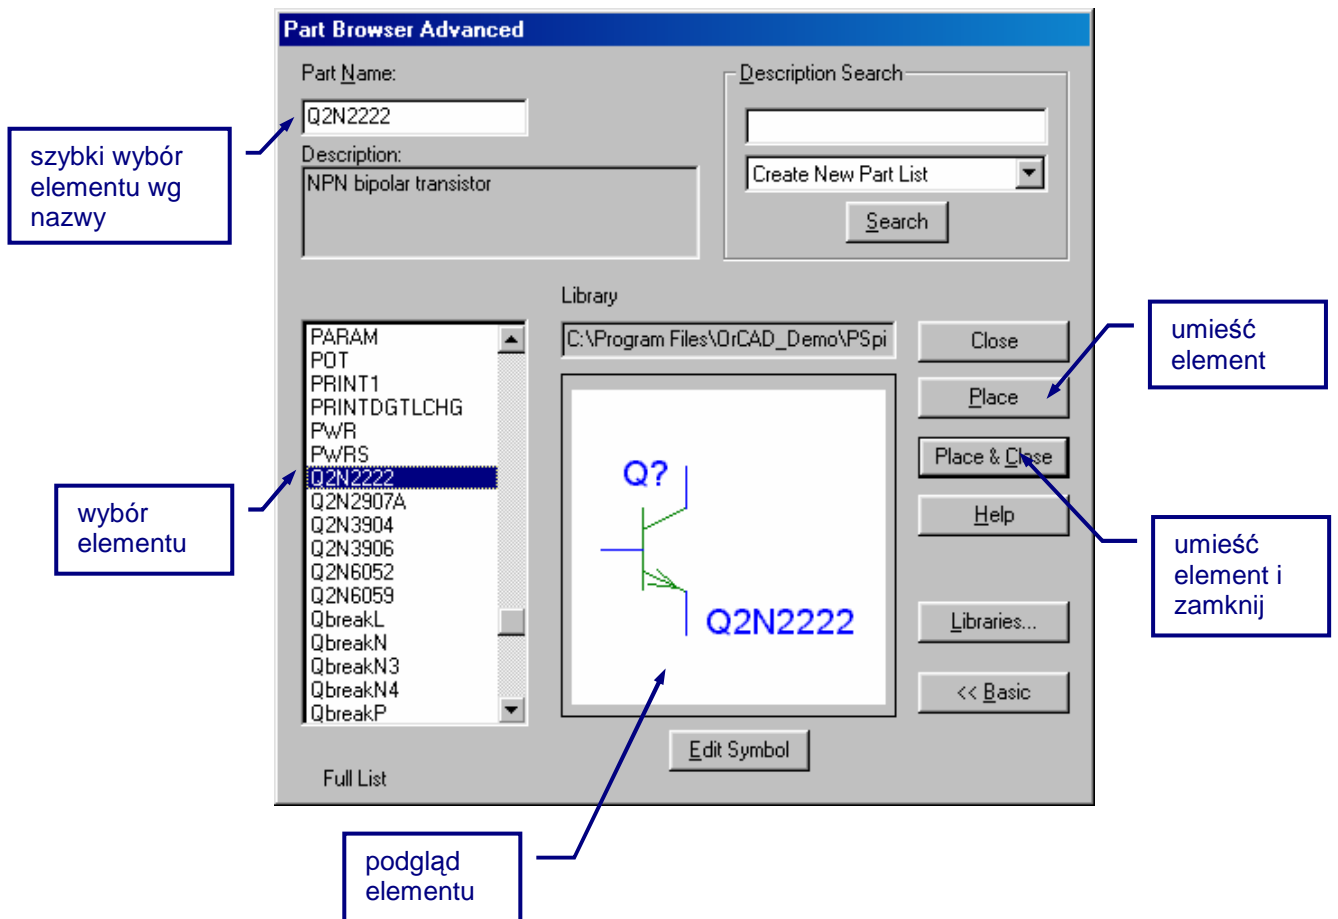 Part Browser Advanced
Part Name:
Description Search
Q2N2222
szybki wybór
elementu wg
nazwy
Description:
NPN bipolar transistor
Create New Part List
Search
Library
PARAM
POT
PRINT1
PRINTDGTLCHG
PWR
PWRS
Q2N2222
Q2N2907A
Q2N3904
Q2N3906
Q2N6052
Q2N6059
QbreakL
QbreakN
QbreakN3
QbreakN4
QbreakP
C:\Program Files\OrCAD_Demo\PSpi
Close
umieść
element
Place
Place & Close
Help
Q?
Q2N2222
wybór
elementu
umieść
element i
zamknij
Libraries...
<< Basic
Edit Symbol
Full List
podgląd
elementu